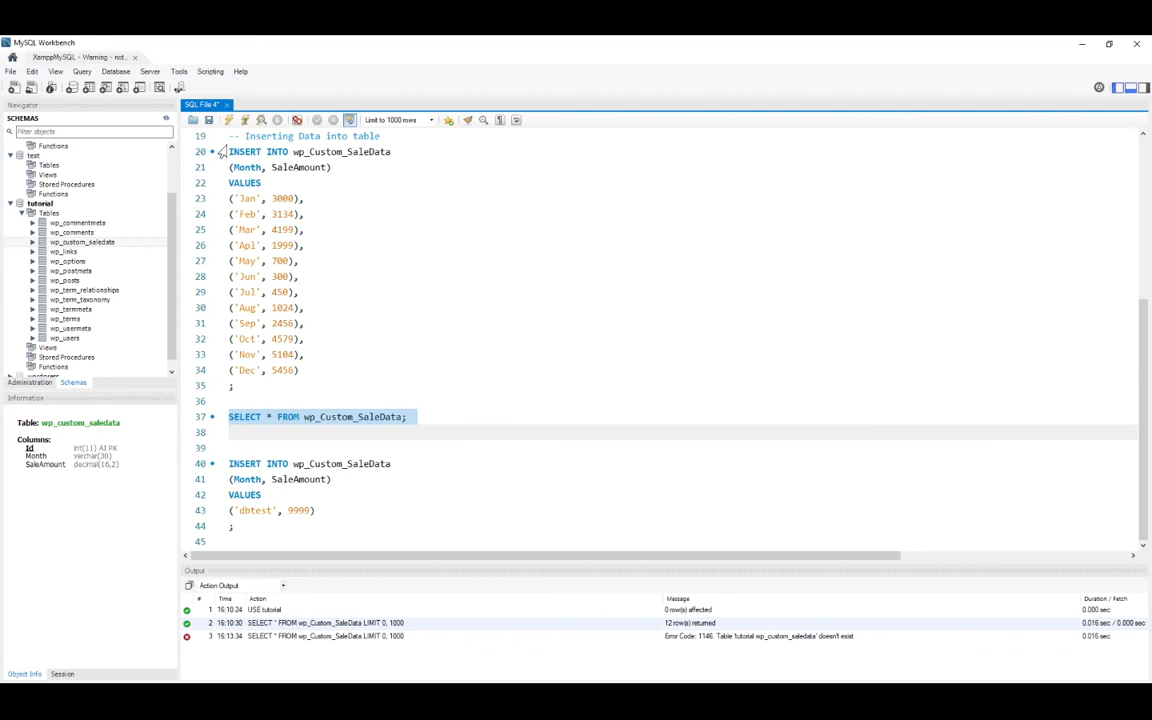 MySQL Workbench
XamppMySQL - Warning - not...
File Edit View Query Database Server Tools Scripting Help
Navigator
SCHEMAS
Filter objects
Functions
test
Tables
Views
Stored Procedures
Functions
tutorial
Tables
wp_commentmeta
wp_comments
wp_custom_saledata
wp_links
wp_options
wp_postmeta
wp_posts
wp_term_relationships
wp_term_taxonomy
wp_termmeta
wp_terms
wp_usermeta
wp_users
Views
Stored Procedures
Functions
Administration Schemas
Information
Table: wp_custom_saledata
Columns:
Id int(11) AI PK
Month varchar(30)
SaleAmount decimal(16,2)
Object Info Session
SQL File 4*
Limit to 1000 rows
19 -- Inserting Data into table
20 INSERT INTO wp_Custom_SaleData
21 (Month, SaleAmount)
22 VALUES
23 ('Jan', 3000),
24 ('Feb', 3134),
25 ('Mar', 4199),
26 ('Apl', 1999),
27 ('May', 700),
28 ('Jun', 300),
29 ('Jul', 450),
30 ('Aug', 1024),
31 ('Sep', 2456),
32 ('Oct', 4579),
33 ('Nov', 5104),
34 ('Dec', 5456)
35 ;
36
37 SELECT * FROM wp_Custom_SaleData;
38
39
40 INSERT INTO wp_Custom_SaleData
41 (Month, SaleAmount)
42 VALUES
43 ('dbtest', 9999)
44 ;
45
Output
Action Output
# Time Action Message Duration / Fetch
1 16:10:24 USE tutorial 0 row(s) affected 0.000 sec
2 16:10:30 SELECT * FROM wp_Custom_SaleData LIMIT 0, 1000 12 row(s) returned 0.016 sec / 0.000 sec
3 16:13:34 SELECT * FROM wp_Custom_SaleData LIMIT 0, 1000 Error Code: 1146. Table 'tutorial.wp_custom_saledata' doesn't exist 0.016 sec